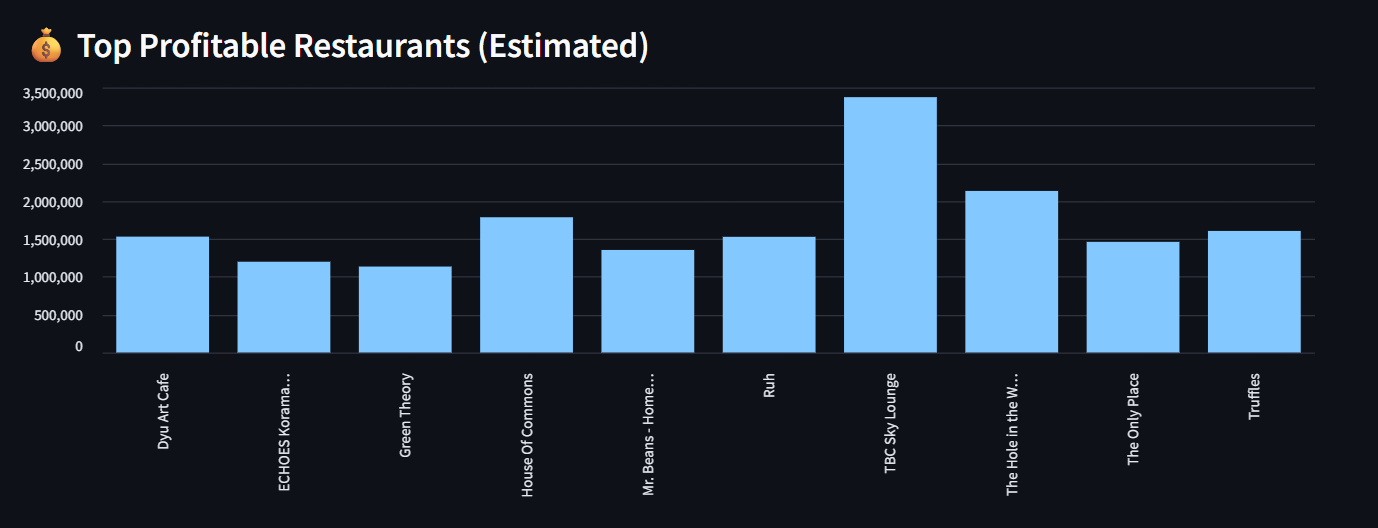 💰 Top Profitable Restaurants (Estimated)
3,500,000
3,000,000
2,500,000
2,000,000
1,500,000
1,000,000
500,000
0
Dyu Art Cafe
ECHOES Korama…
Green Theory
House Of Commons
Mr. Beans - Home…
Ruh
TBC Sky Lounge
The Hole in the W…
The Only Place
Truffles